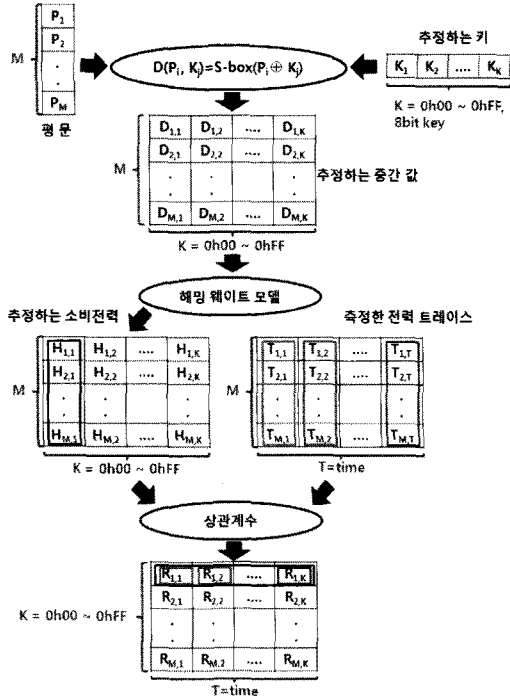 P1
P2
M
.
.
PM
평 문
D(Pi, Kj)=S-box(Pi⊕ Kj)
추정하는 키
K1 K2 .... KK
K = 0h00 ~ 0hFF,
8bit key
D1,1 D1,2 .... D1,K
D2,1 D2,2 .... D2,K
M
. . .
. . .
DM,1 DM,2 .... DM,K
추정하는 중간 값
K = 0h00 ~ 0hFF
해밍 웨이트 모델
추정하는 소비전력
H1,1 H1,2 .... H1,K
H2,1 H2,2 .... H2,K
M
. . .
. . .
HM,1 HM,2 .... HM,K
K = 0h00 ~ 0hFF
측정한 전력 트레이스
T1,1 T1,2 .... T1,T
T2,1 T2,2 .... T2,T
M
. . .
. . .
TM,1 TM,2 .... TM,T
T=time
상관계수
R1,1 R1,2 .... R1,K
R2,1 R2,2 .... R2,K
K = 0h00 ~ 0hFF
. . .
. . .
RM,1 RM,2 .... RM,K
T=time